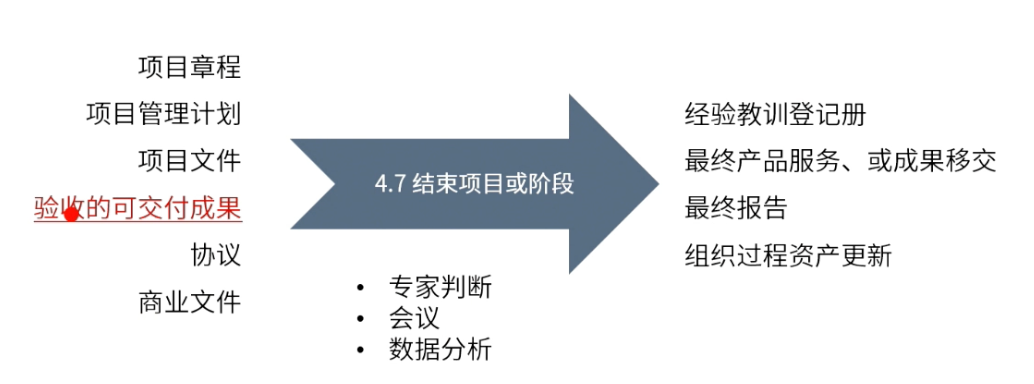 项目章程
项目管理计划
项目文件
验收的可交付成果
协议
商业文件
4.7 结束项目或阶段
• 专家判断
• 会议
• 数据分析
经验教训登记册
最终产品服务、或成果移交
最终报告
组织过程资产更新